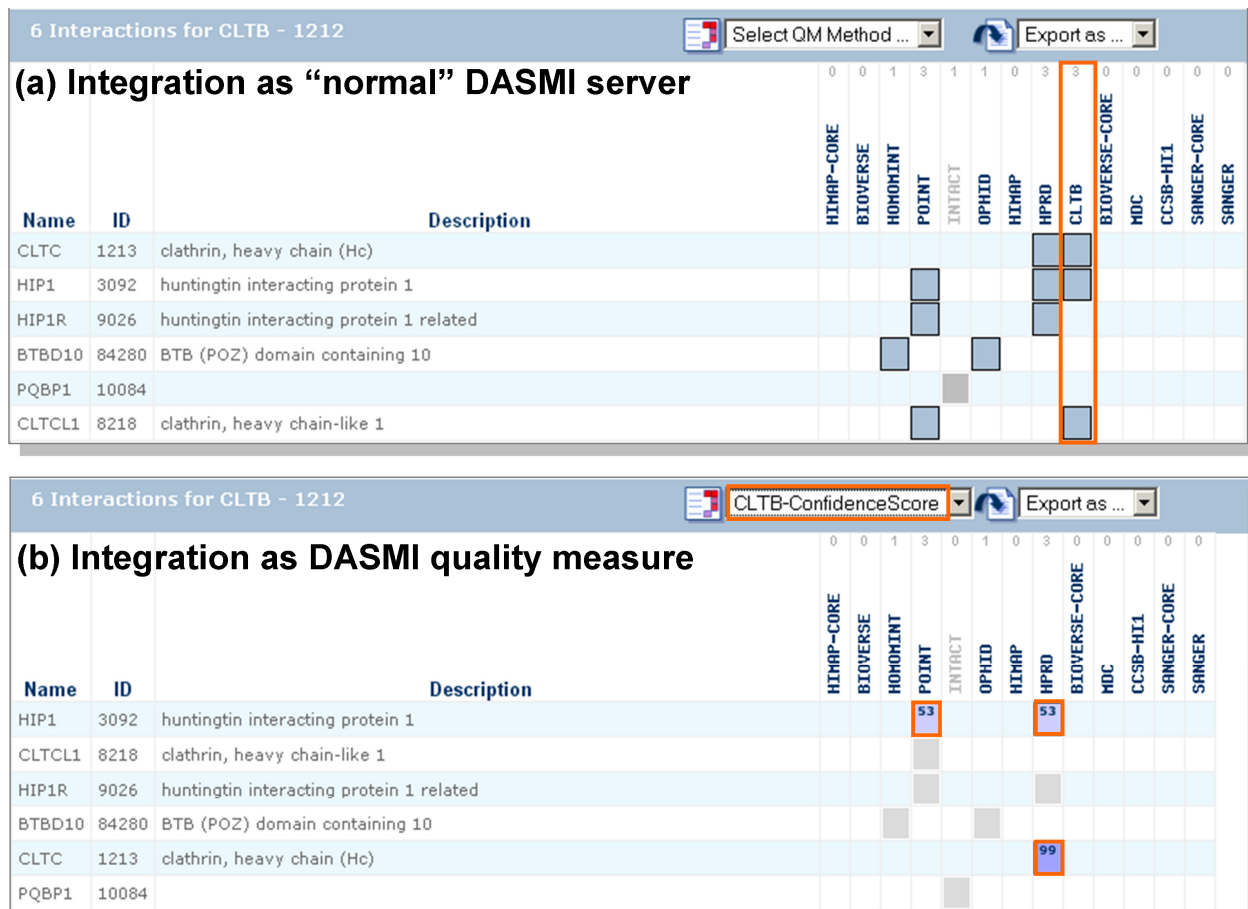 6 Interactions for CLTB - 1212
Select QM Method ...
Export as ...
(a) Integration as “normal” DASMI server
0 0 1 3 1 1 0 3 3 0 0 0 0 0
Name ID Description HIMAP-CORE BIOVERSE HOMOMINT POINT INTACT OPHID HIMAP HPRD CLTB BIOVERSE-CORE MDC CCSB-HI1 SANGER-CORE SANGER
CLTC 1213 clathrin, heavy chain (Hc)
HIP1 3092 huntingtin interacting protein 1
HIP1R 9026 huntingtin interacting protein 1 related
BTBD10 84280 BTB (POZ) domain containing 10
PQBP1 10084
CLTCL1 8218 clathrin, heavy chain-like 1
6 Interactions for CLTB - 1212
CLTB-ConfidenceScore
Export as ...
(b) Integration as DASMI quality measure
0 0 1 3 0 1 0 3 0 0 0 0 0
Name ID Description HIMAP-CORE BIOVERSE HOMOMINT POINT INTACT OPHID HIMAP HPRD BIOVERSE-CORE MDC CCSB-HI1 SANGER-CORE SANGER
HIP1 3092 huntingtin interacting protein 1 53 53
CLTCL1 8218 clathrin, heavy chain-like 1
HIP1R 9026 huntingtin interacting protein 1 related
BTBD10 84280 BTB (POZ) domain containing 10
CLTC 1213 clathrin, heavy chain (Hc) 99
PQBP1 10084